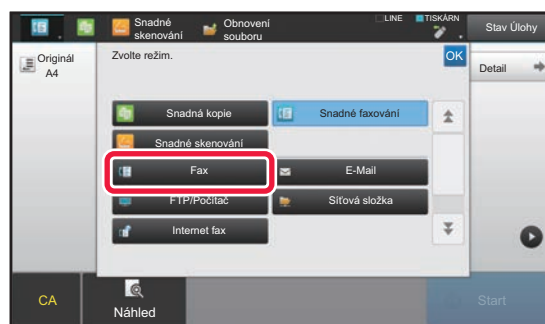 Snadné
skenování
Obnovení
souboru
LINE
TISKÁRN
Stav Úlohy
Originál
A4
Zvolte režim.
OK
Detail
Snadná kopie
Snadné faxování
Snadné skenování
Fax
E-Mail
FTP/Počítač
Síťová složka
Internet fax
CA
Náhled
Start